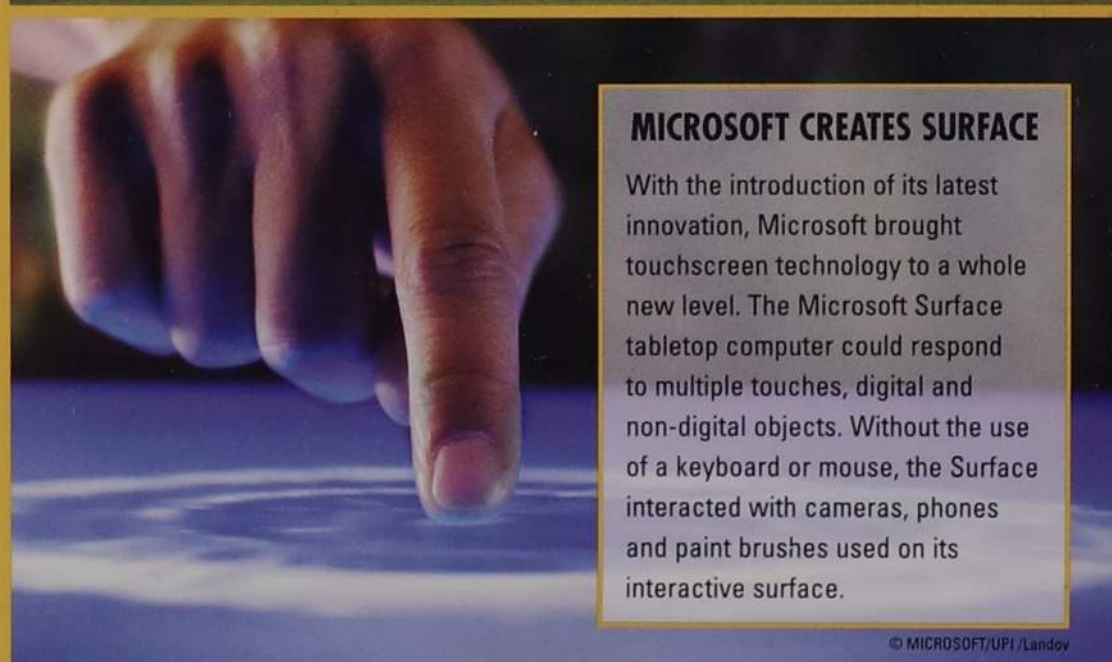 MICROSOFT CREATES SURFACE
With the introduction of its latest
innovation, Microsoft brought
touchscreen technology to a whole
new level. The Microsoft Surface
tabletop computer could respond
to multiple touches, digital and
non-digital objects. Without the use
of a keyboard or mouse, the Surface
interacted with cameras, phones
and paint brushes used on its
interactive surface.
© MICROSOFT/UPI /Landov